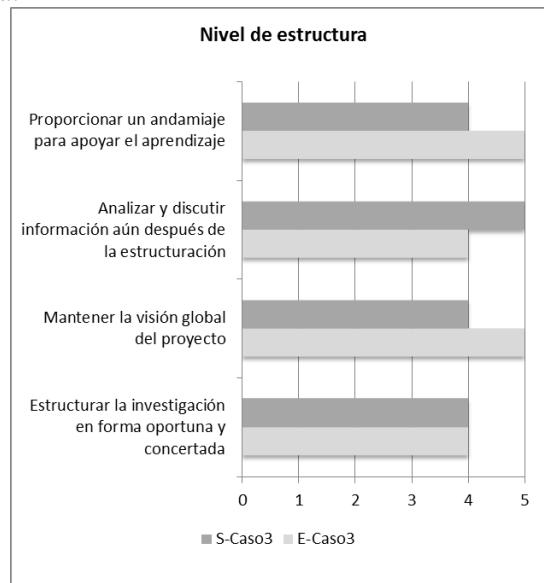 Nivel de estructura
Proporcionar un andamiaje
para apoyar el aprendizaje
Analizar y discutir
información aún después de
la estructuración
Mantener la visión global
del proyecto
Estructurar la investigación
en forma oportuna y
concertada
0 1 2 3 4 5
S-Caso3 E-Caso3